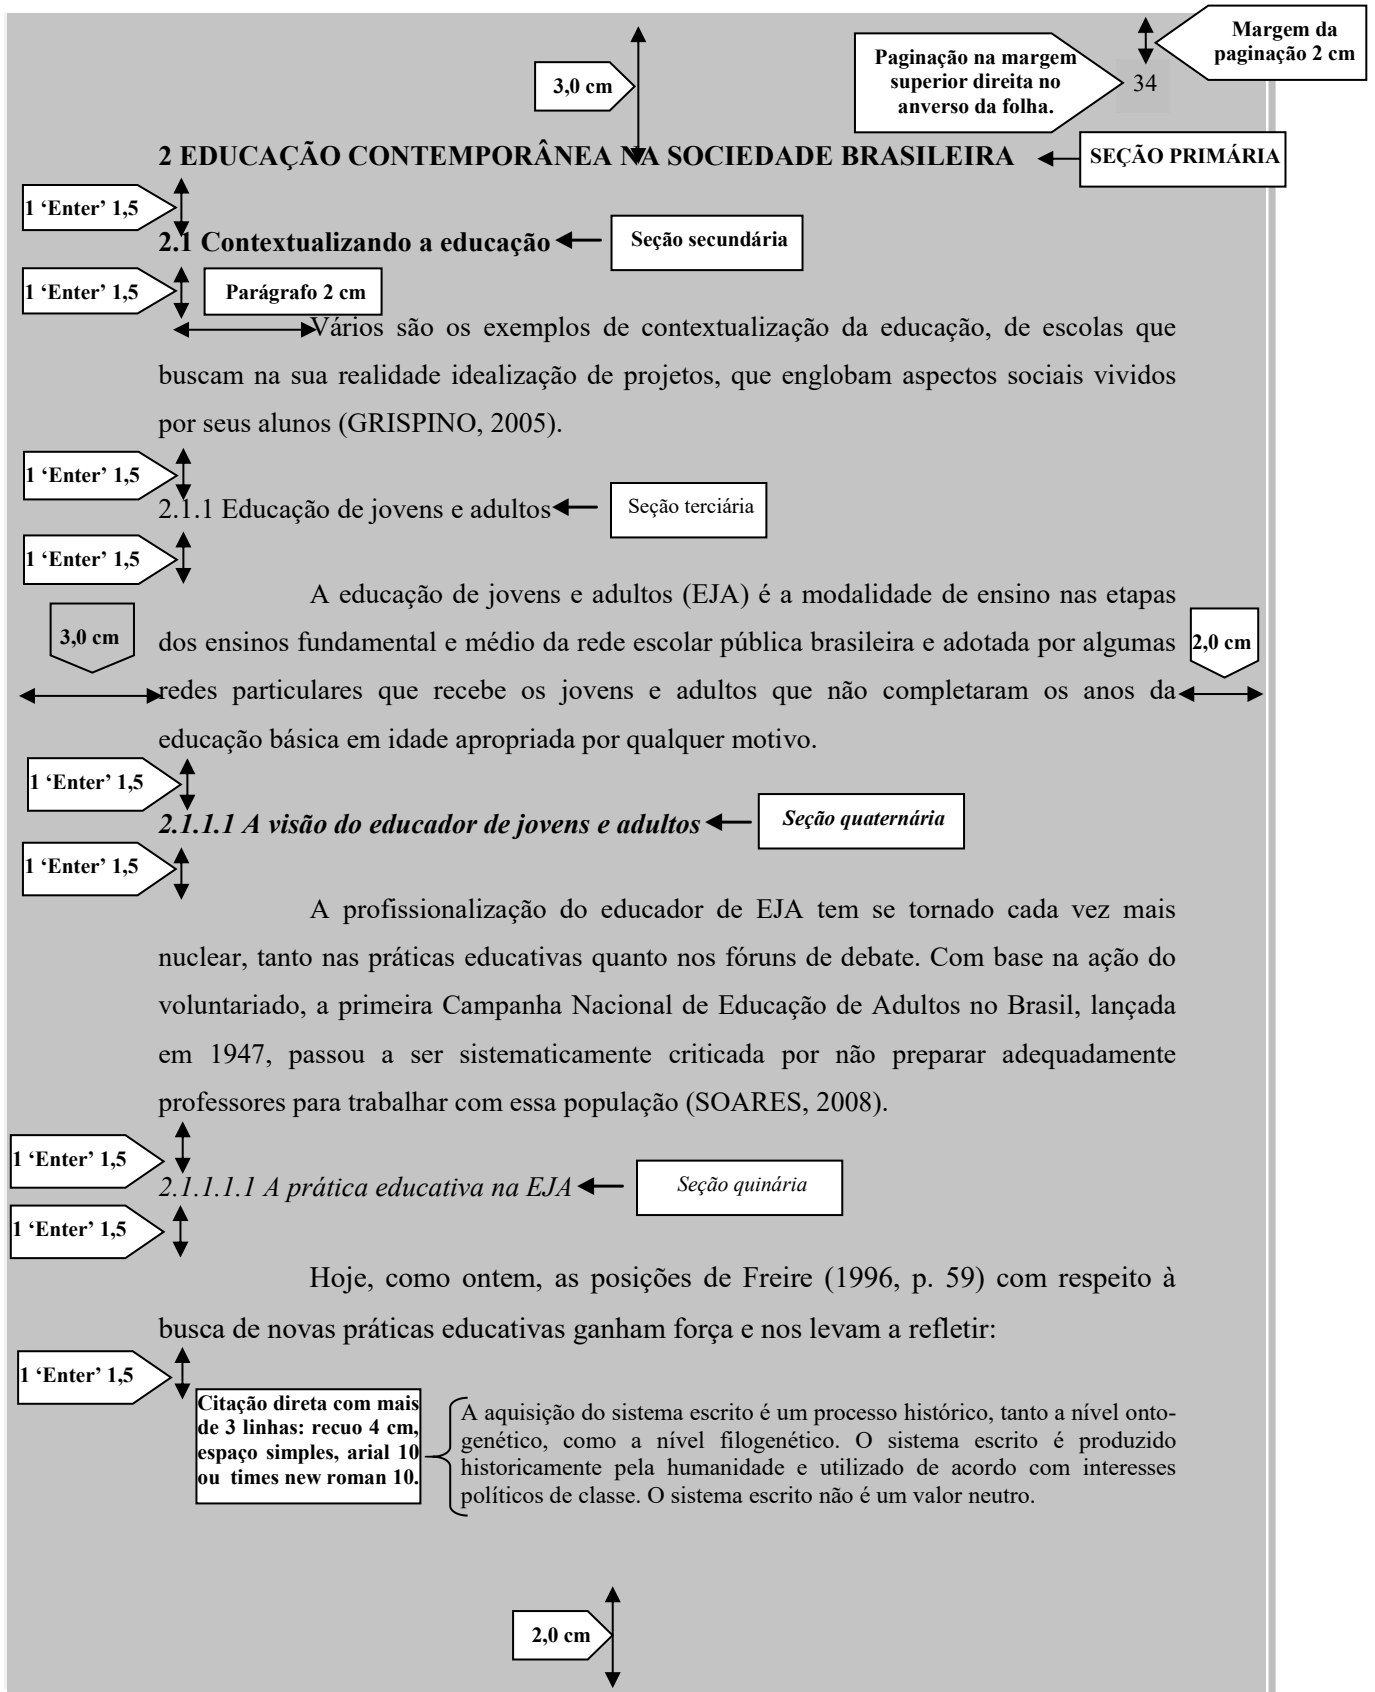 Margem da
paginação 2 cm
Paginação na margem
superior direita no
anverso da folha.
34
3,0 cm
2 EDUCAÇÃO CONTEMPORÂNEA NA SOCIEDADE BRASILEIRA
SEÇÃO PRIMÁRIA
1 ‘Enter’ 1,5
2.1 Contextualizando a educação
Seção secundária
1 ‘Enter’ 1,5
Parágrafo 2 cm
Vários são os exemplos de contextualização da educação, de escolas que
buscam na sua realidade idealização de projetos, que englobam aspectos sociais vividos
por seus alunos (GRISPINO, 2005).
1 ‘Enter’ 1,5
2.1.1 Educação de jovens e adultos
Seção terciária
1 ‘Enter’ 1,5
A educação de jovens e adultos (EJA) é a modalidade de ensino nas etapas
dos ensinos fundamental e médio da rede escolar pública brasileira e adotada por algumas
redes particulares que recebe os jovens e adultos que não completaram os anos da
educação básica em idade apropriada por qualquer motivo.
3,0 cm
2,0 cm
1 ‘Enter’ 1,5
2.1.1.1 A visão do educador de jovens e adultos
Seção quaternária
1 ‘Enter’ 1,5
A profissionalização do educador de EJA tem se tornado cada vez mais
nuclear, tanto nas práticas educativas quanto nos fóruns de debate. Com base na ação do
voluntariado, a primeira Campanha Nacional de Educação de Adultos no Brasil, lançada
em 1947, passou a ser sistematicamente criticada por não preparar adequadamente
professores para trabalhar com essa população (SOARES, 2008).
1 ‘Enter’ 1,5
2.1.1.1.1 A prática educativa na EJA
Seção quinária
1 ‘Enter’ 1,5
Hoje, como ontem, as posições de Freire (1996, p. 59) com respeito à
busca de novas práticas educativas ganham força e nos levam a refletir:
1 ‘Enter’ 1,5
Citação direta com mais
de 3 linhas: recuo 4 cm,
espaço simples, arial 10
ou times new roman 10.
A aquisição do sistema escrito é um processo histórico, tanto a nível onto-
genético, como a nível filogenético. O sistema escrito é produzido
historicamente pela humanidade e utilizado de acordo com interesses
políticos de classe. O sistema escrito não é um valor neutro.
2,0 cm